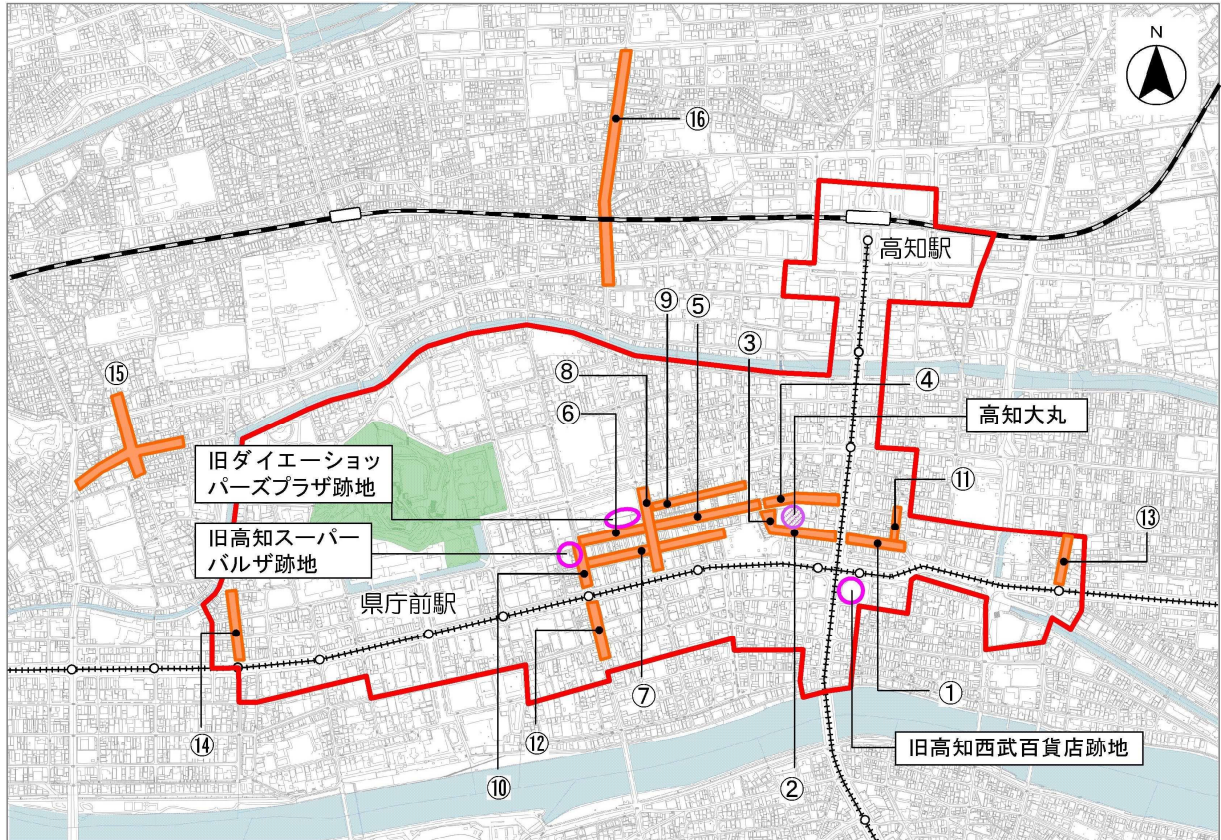 N
⑯
高知駅
⑨
⑤
③
④
⑧
⑥
⑮
高知大丸
旧ダイエーショッ
パーズプラザ跡地
⑪
⑬
旧高知スーパー
バルザ跡地
県庁前駅
⑦
①
⑭
⑫
⑩
②
旧高知西武百貨店跡地